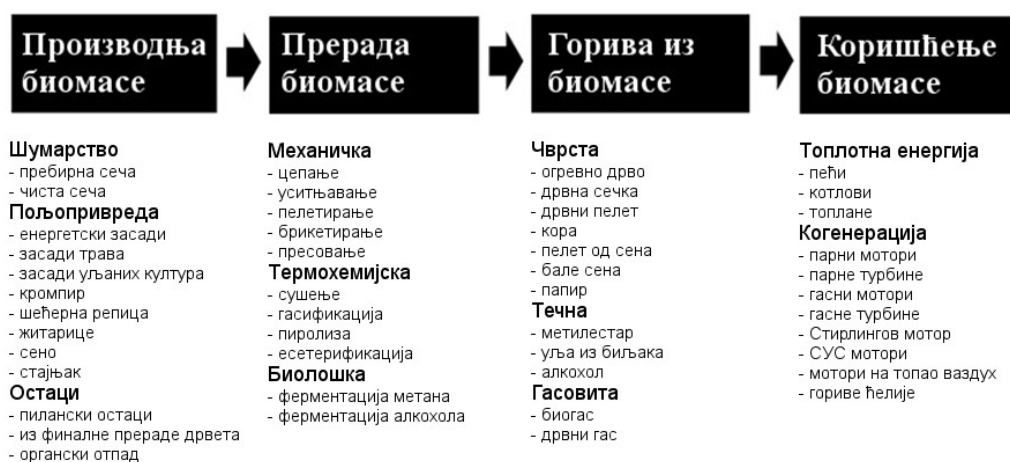 Производња
биомасе
Прерада
биомасе
Горива из
биомасе
Коришћење
биомасе
Шумарство
- пребирна сеча
- чиста сеча
Пољопривреда
- енергетски засади
- засади трава
- засади уљаних култура
- кромпир
- шећерна репица
- житарице
- сено
- стајњак
Остаци
- пилански остаци
- из финалне прераде дрвета
- органски отпад
Механичка
- цепање
- уситњавање
- пелетирање
- брикетирање
- пресовање
Термохемијска
- сушење
- гасификација
- пиролиза
- есетерификација
Биолошка
- ферментација метана
- ферментација алкохола
Чврста
- огревно дрво
- дрвна сечка
- дрвни пелет
- кора
- пелет од сена
- бале сена
- папир
Течна
- метилестар
- уља из биљака
- алкохол
Гасовита
- биогас
- дрвни гас
Топлотна енергија
- пећи
- котлови
- топлане
Когенерација
- парни мотори
- парне турбине
- гасни мотори
- гасне турбине
- Стирлингов мотор
- СУС мотори
- мотори на топао ваздух
- гориве ћелије